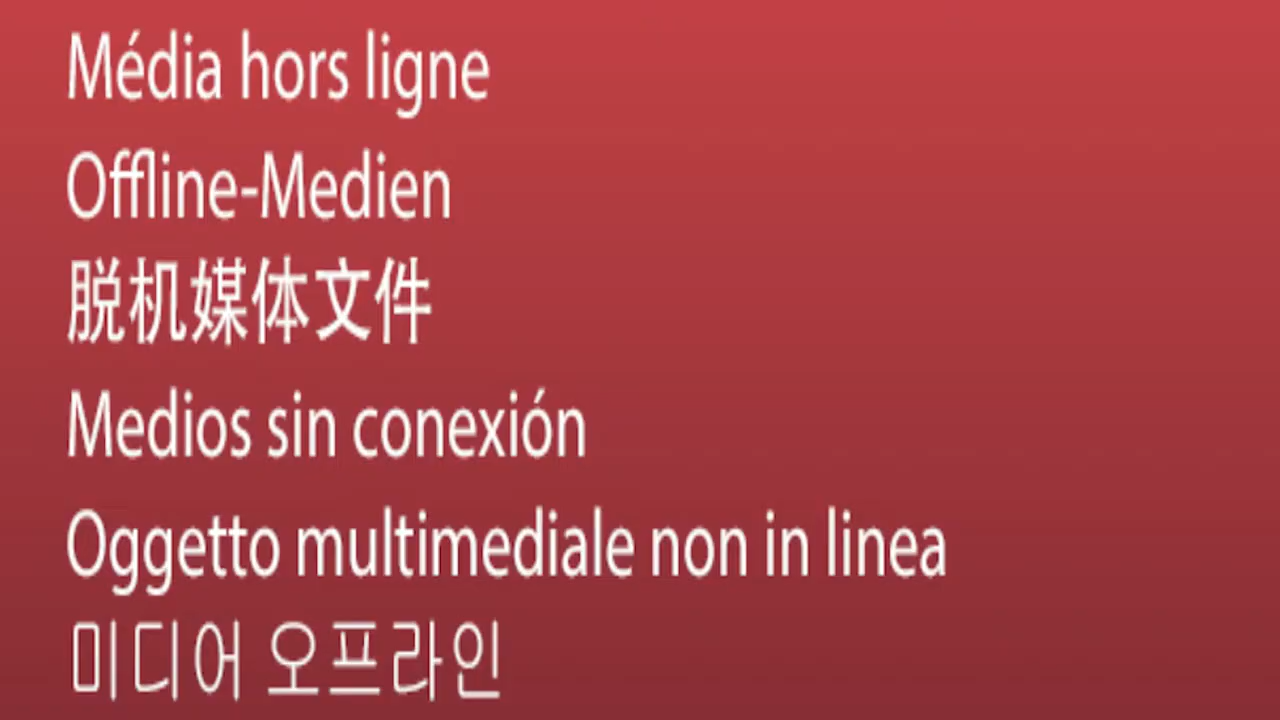 Média hors ligne
Offline-Medien
脱机媒体文件
Medios sin conexión
Oggetto multimediale non in linea
미디어 오프라인